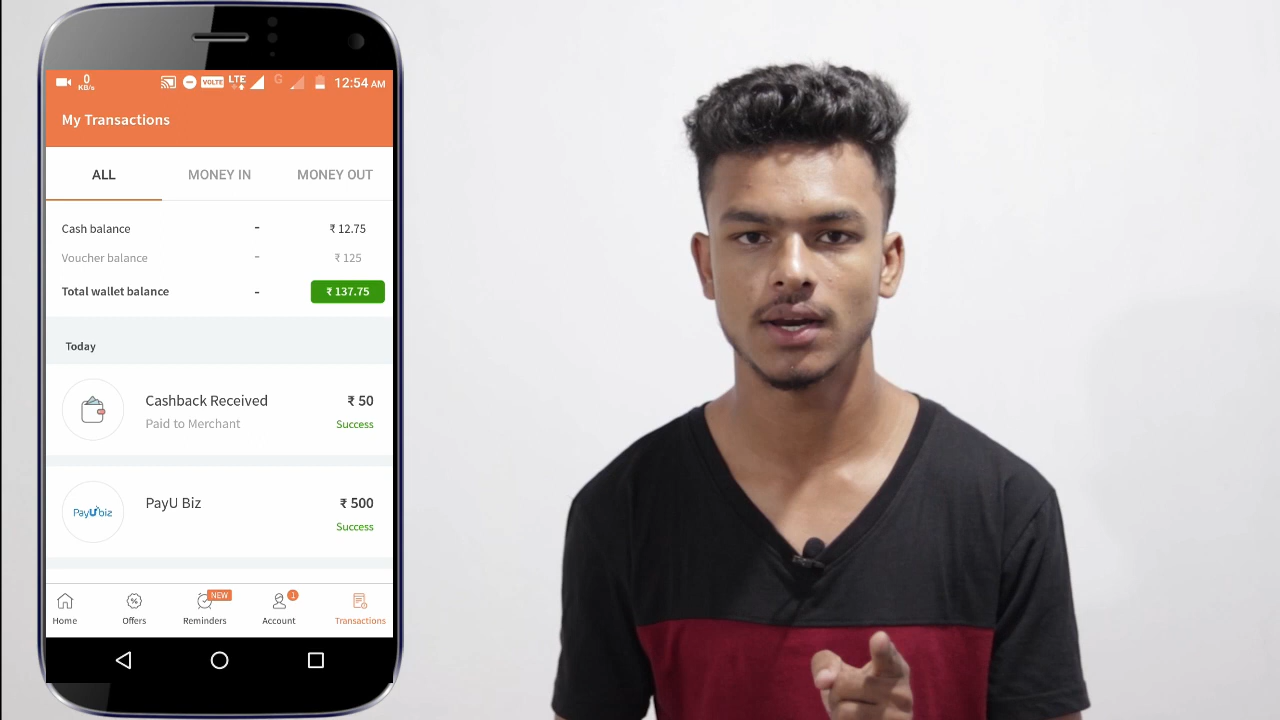 0
KB/s
VOLTE
LTE
G
12:54 AM
My Transactions
ALL MONEY IN MONEY OUT
Cash balance - ₹ 12.75
Voucher balance - ₹ 125
Total wallet balance - ₹ 137.75
Today
Cashback Received ₹ 50
Paid to Merchant Success
PayU Biz ₹ 500
PayUbiz
Success
NEW
1
Home Offers Reminders Account Transactions